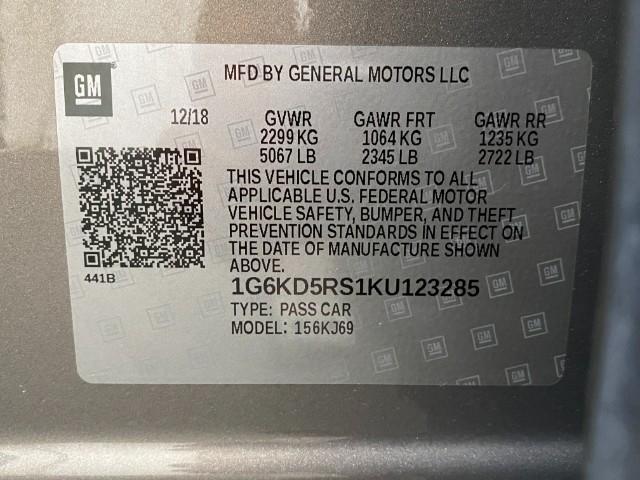 GM
MFD BY GENERAL MOTORS LLC
12/18 GVWR GAWR FRT GAWR RR
2299 KG 1064 KG 1235 KG
5067 LB 2345 LB 2722 LB
THIS VEHICLE CONFORMS TO ALL
APPLICABLE U.S. FEDERAL MOTOR
VEHICLE SAFETY, BUMPER, AND THEFT
PREVENTION STANDARDS IN EFFECT ON
THE DATE OF MANUFACTURE SHOWN
ABOVE.
441B
1G6KD5RS1KU123285
TYPE: PASS CAR
MODEL: 156KJ69